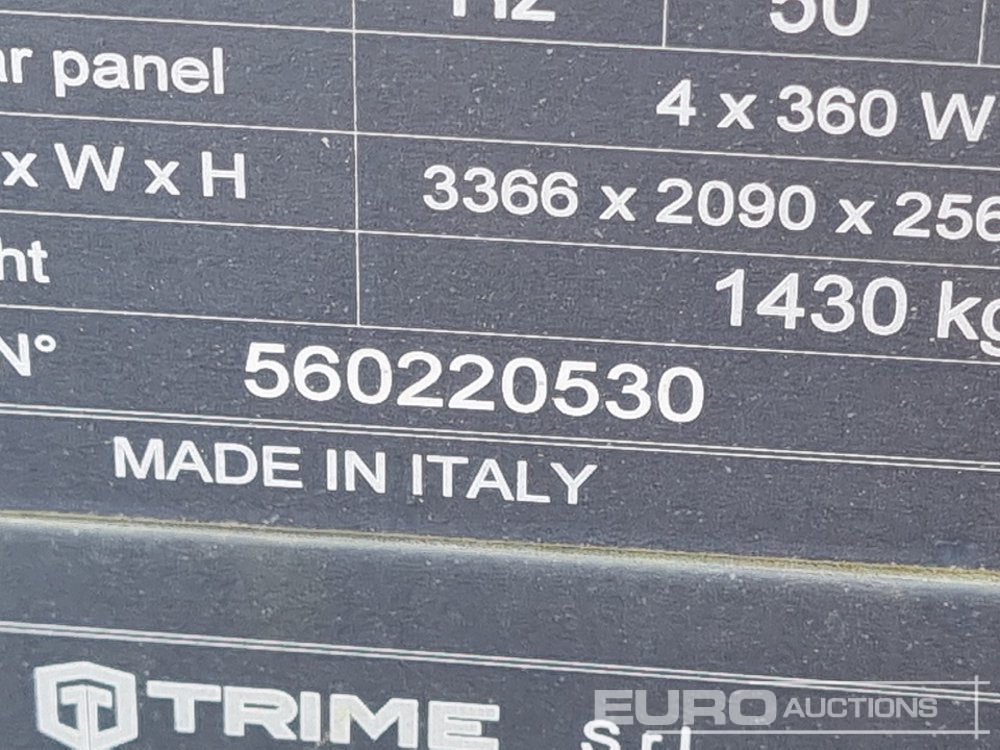 Hz 50
ar panel 4 x 360 W
x W x H 3366 x 2090 x 256
ht 1430 kg
N° 560220530
MADE IN ITALY
TRIME S.r.l.
EURO AUCTIONS